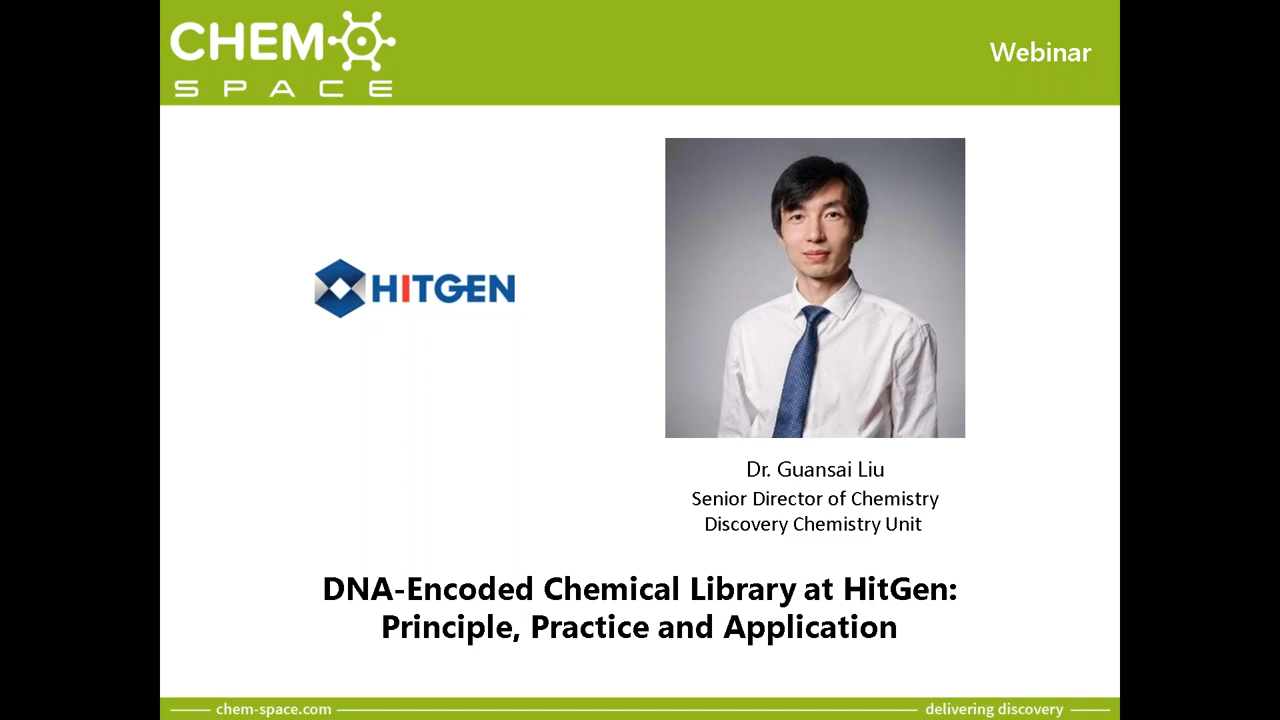 CHEM
SPACE
Webinar
HITGEN
Dr. Guansai Liu
Senior Director of Chemistry
Discovery Chemistry Unit
DNA-Encoded Chemical Library at HitGen:
Principle, Practice and Application
chem-space.com
delivering discovery